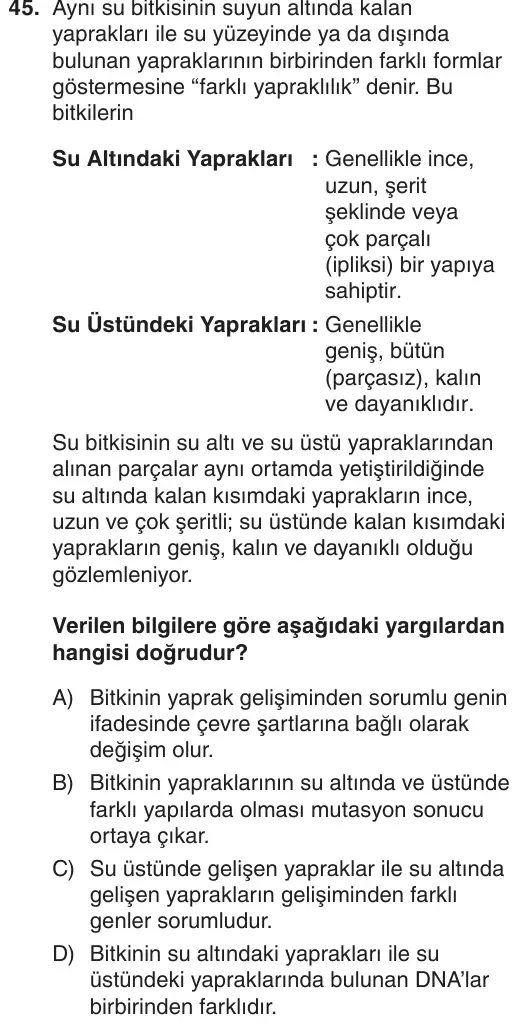 45. Aynı su bitkisinin suyun altında kalan
yaprakları ile su yüzeyinde ya da dışında
bulunan yapraklarının birbirinden farklı formlar
göstermesine “farklı yapraklılık” denir. Bu
bitkilerin
Su Altındaki Yaprakları : Genellikle ince,
uzun, şerit
şeklinde veya
çok parçalı
(ipliksi) bir yapıya
sahiptir.
Su Üstündeki Yaprakları : Genellikle
geniş, bütün
(parçasız), kalın
ve dayanıklıdır.
Su bitkisinin su altı ve su üstü yapraklarından
alınan parçalar aynı ortamda yetiştirildiğinde
su altında kalan kısımdaki yaprakların ince,
uzun ve çok şeritli; su üstünde kalan kısımdaki
yaprakların geniş, kalın ve dayanıklı olduğu
gözlemleniyor.
Verilen bilgilere göre aşağıdaki yargılardan
hangisi doğrudur?
A) Bitkinin yaprak gelişiminden sorumlu genin
ifadesinde çevre şartlarına bağlı olarak
değişim olur.
B) Bitkinin yapraklarının su altında ve üstünde
farklı yapılarda olması mutasyon sonucu
ortaya çıkar.
C) Su üstünde gelişen yapraklar ile su altında
gelişen yaprakların gelişiminden farklı
genler sorumludur.
D) Bitkinin su altındaki yaprakları ile su
üstündeki yapraklarında bulunan DNA’lar
birbirinden farklıdır.